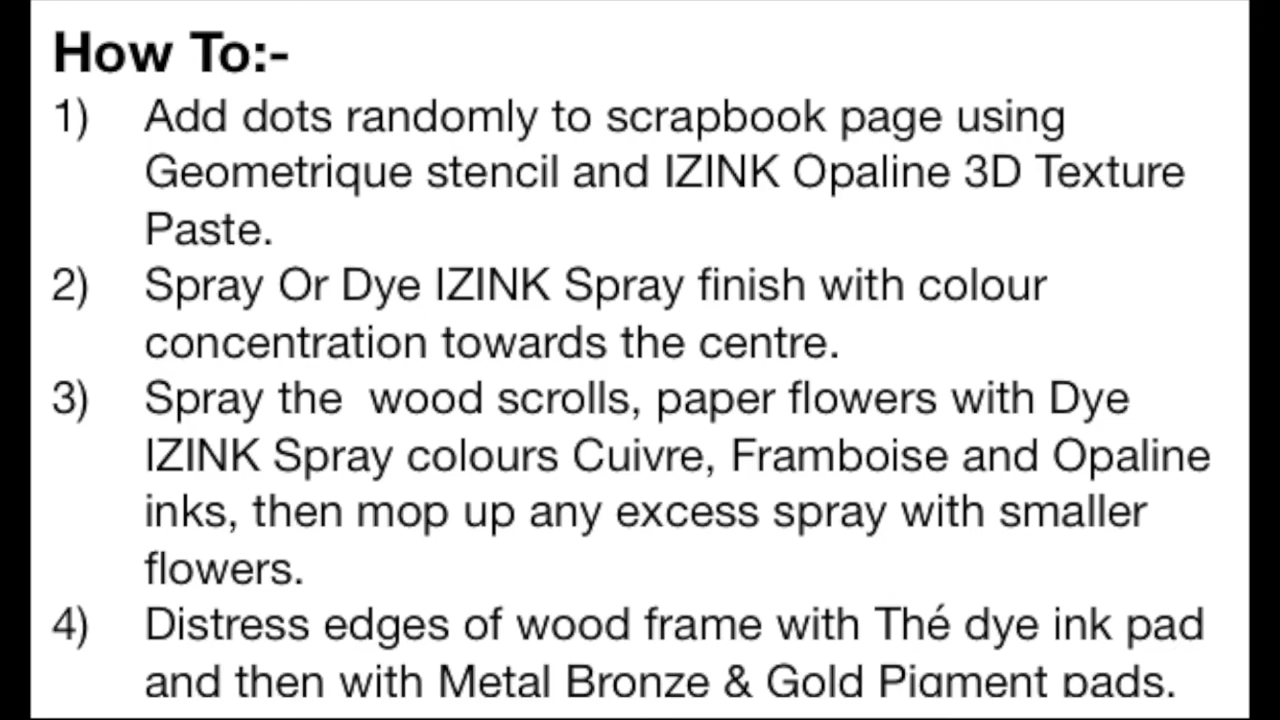 How To:-
1) Add dots randomly to scrapbook page using
Geometrique stencil and IZINK Opaline 3D Texture
Paste.
2) Spray Or Dye IZINK Spray finish with colour
concentration towards the centre.
3) Spray the  wood scrolls, paper flowers with Dye
IZINK Spray colours Cuivre, Framboise and Opaline
inks, then mop up any excess spray with smaller
flowers.
4) Distress edges of wood frame with Thé dye ink pad
and then with Metal Bronze & Gold Pigment pads.